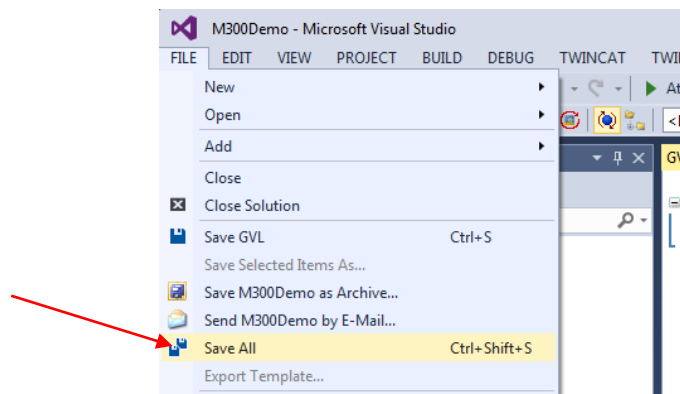 M300Demo - Microsoft Visual Studio
FILE EDIT VIEW PROJECT BUILD DEBUG TWINCAT
New
Open
Add
Close
Close Solution
Save GVL Ctrl+S
Save Selected Items As...
Save M300Demo as Archive...
Send M300Demo by E-Mail...
Save All Ctrl+Shift+S
Export Template...